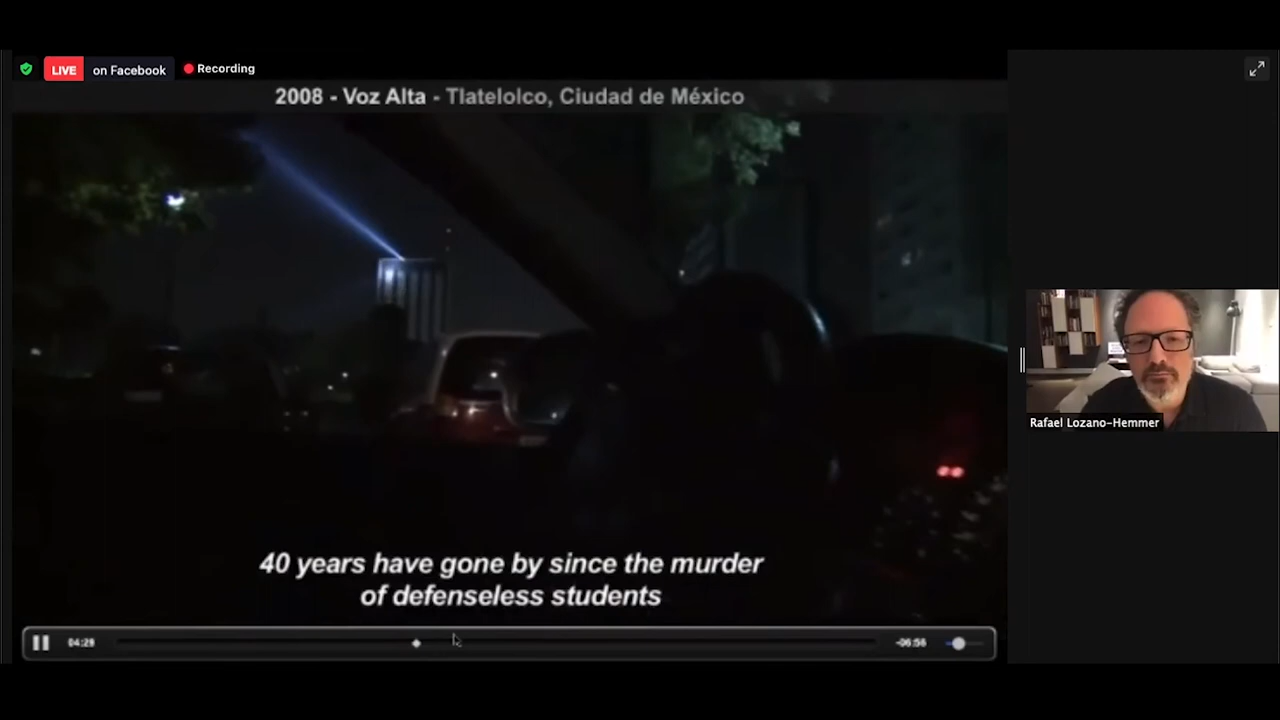 LIVE on Facebook Recording
2008 - Voz Alta - Tlatelolco, Ciudad de México
Rafael Lozano-Hemmer
40 years have gone by since the murder
of defenseless students
04:29
-06:56